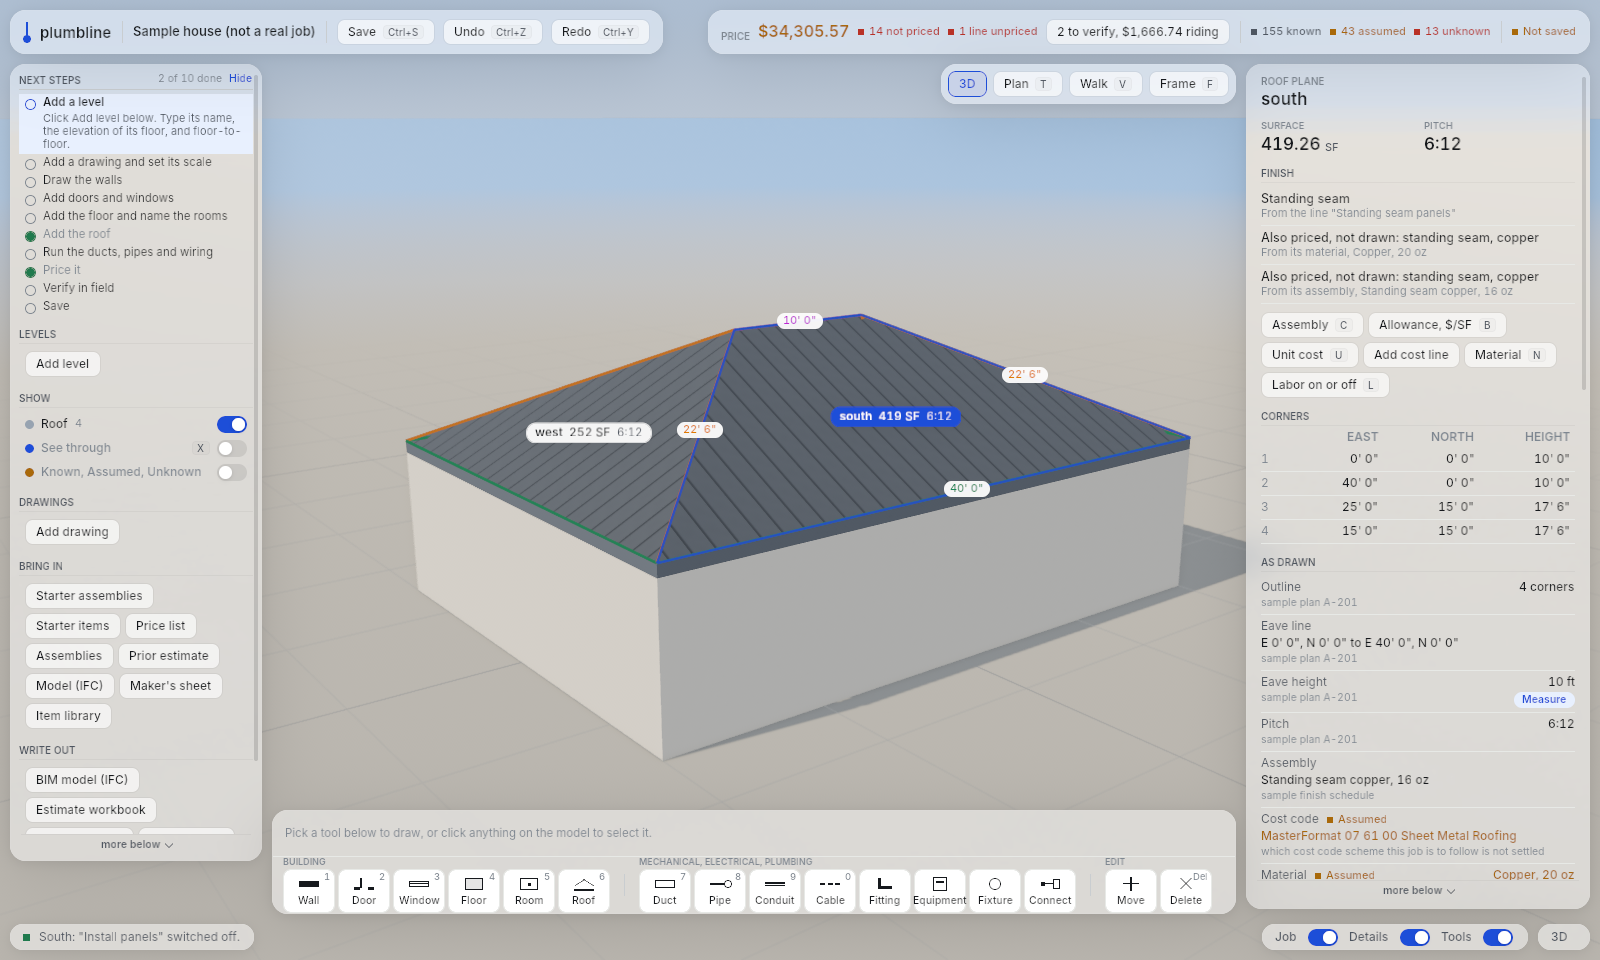 plumbline
Sample house (not a real job)
Save Ctrl+S
Undo Ctrl+Z
Redo Ctrl+Y
PRICE $34,305.57
14 not priced
1 line unpriced
2 to verify, $1,666.74 riding
155 known
43 assumed
13 unknown
Not saved
NEXT STEPS 2 of 10 done Hide
Add a level
Click Add level below. Type its name,
the elevation of its floor, and floor-to-
floor.
Add a drawing and set its scale
Draw the walls
Add doors and windows
Add the floor and name the rooms
Add the roof
Run the ducts, pipes and wiring
Price it
Verify in field
Save
LEVELS
Add level
SHOW
Roof 4
See through X
Known, Assumed, Unknown
DRAWINGS
Add drawing
BRING IN
Starter assemblies
Starter items Price list
Assemblies Prior estimate
Model (IFC) Maker's sheet
Item library
WRITE OUT
BIM model (IFC)
Estimate workbook
more below
South: "Install panels" switched off.
3D
Plan T
Walk V
Frame F
10' 0"
22' 6"
south 419 SF 6:12
west 252 SF 6:12
22' 6"
40' 0"
Pick a tool below to draw, or click anything on the model to select it.
BUILDING
Wall 1
Door 2
Window 3
Floor 4
Room 5
Roof 6
MECHANICAL, ELECTRICAL, PLUMBING
Duct 7
Pipe 8
Conduit 9
Cable 0
Fitting
Equipment
Fixture
Connect
EDIT
Move
Delete Del
ROOF PLANE
south
SURFACE PITCH
419.26 SF 6:12
FINISH
Standing seam
From the line "Standing seam panels"
Also priced, not drawn: standing seam, copper
From its material, Copper, 20 oz
Also priced, not drawn: standing seam, copper
From its assembly, Standing seam copper, 16 oz
Assembly C Allowance, $/SF B
Unit cost U Add cost line Material N
Labor on or off L
CORNERS
EAST NORTH HEIGHT
1 0' 0" 0' 0" 10' 0"
2 40' 0" 0' 0" 10' 0"
3 25' 0" 15' 0" 17' 6"
4 15' 0" 15' 0" 17' 6"
AS DRAWN
Outline 4 corners
sample plan A-201
Eave line
E 0' 0", N 0' 0" to E 40' 0", N 0' 0"
sample plan A-201
Eave height 10 ft
sample plan A-201 Measure
Pitch 6:12
sample plan A-201
Assembly
Standing seam copper, 16 oz
sample finish schedule
Cost code Assumed
MasterFormat 07 61 00 Sheet Metal Roofing
which cost code scheme this job is to follow is not settled
Material Assumed Copper, 20 oz
more below
Job Details Tools 3D